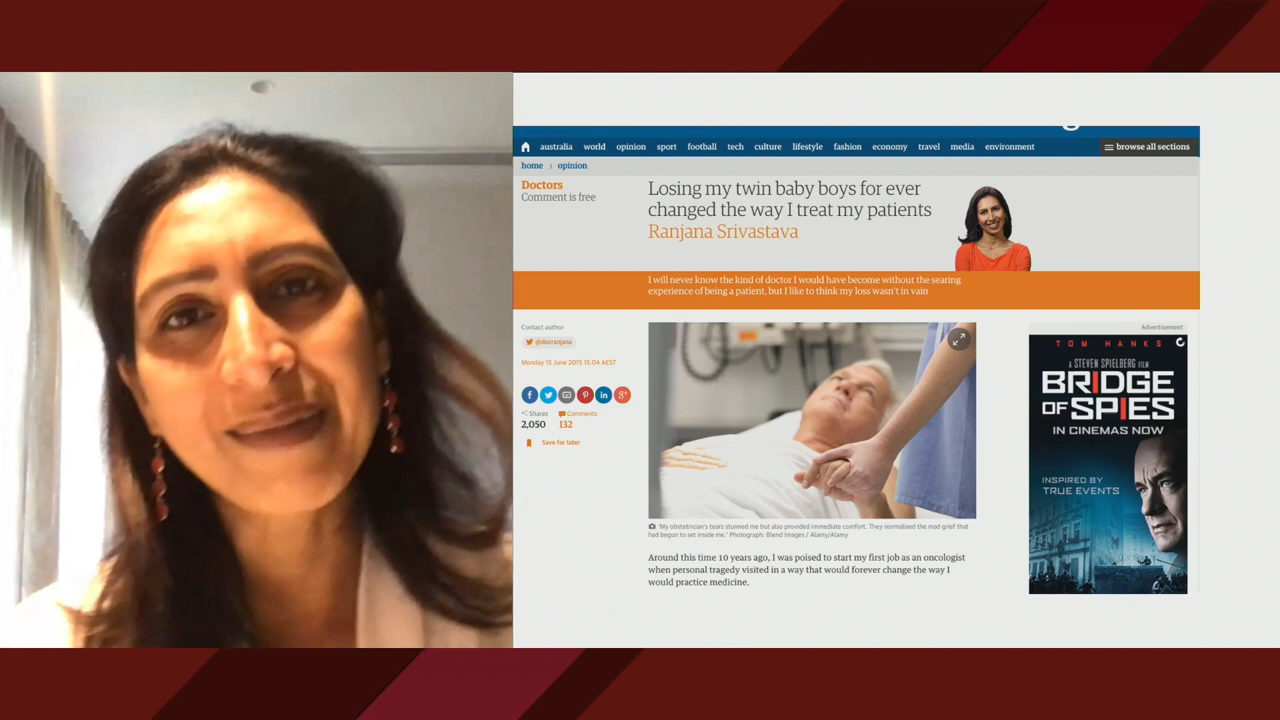 australia world opinion sport football tech culture lifestyle fashion economy travel media environment browse all sections
home › opinion
Doctors
Comment is free
Losing my twin baby boys for ever
changed the way I treat my patients
Ranjana Srivastava
I will never know the kind of doctor I would have become without the searing
experience of being a patient, but I like to think my loss wasn't in vain
Contact author
@docranjana
Monday 15 June 2015 15.04 AEST
Shares
2,050
Comments
132
Save for later
'My obstetrician's tears stunned me but also provided immediate comfort. They normalised the mad grief that
had begun to set inside me.' Photograph: Blend Images / Alamy/Alamy
Around this time 10 years ago, I was poised to start my first job as an oncologist
when personal tragedy visited in a way that would forever change the way I
would practice medicine.
Advertisement
TOM HANKS
A STEVEN SPIELBERG FILM
BRIDGE
OF SPIES
IN CINEMAS NOW
INSPIRED BY
TRUE EVENTS